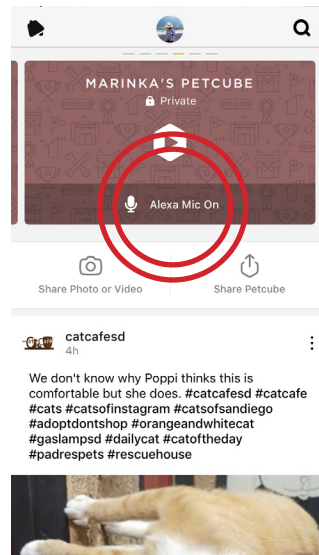 MARINKA'S PETCUBE
Private
Alexa Mic On
Share Photo or Video
Share Petcube
catcafesd
4h
We don't know why Poppi thinks this is
comfortable but she does. #catcafesd #catcafe
#cats #catsofinstagram #catsofsandiego
#adoptdontshop #orangeandwhitecat
#gaslampsd #dailycat #catoftheday
#padrespets #rescuehouse